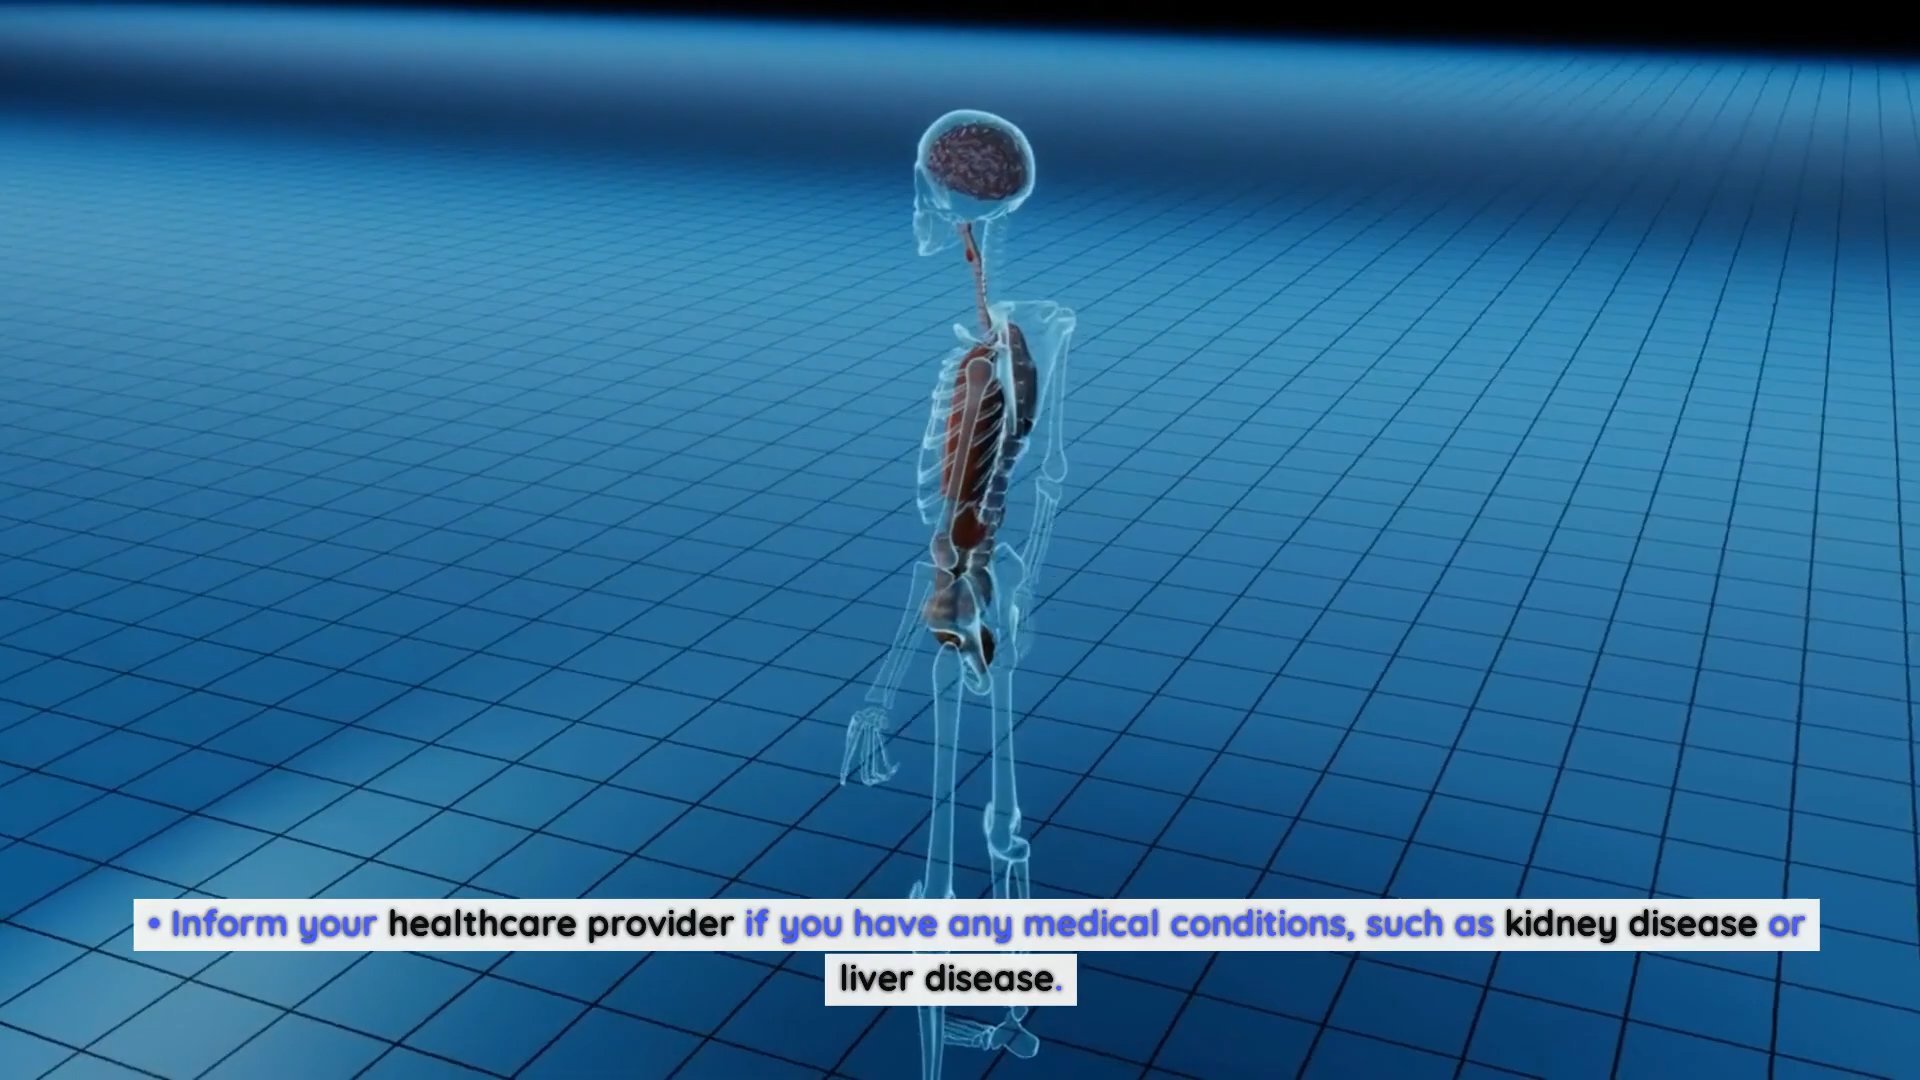 • Inform your healthcare provider if you have any medical conditions, such as kidney disease or
liver disease.